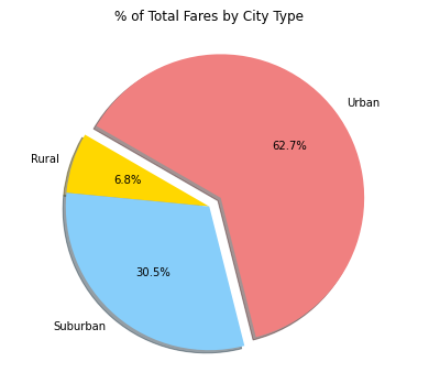 % of Total Fares by City Type
Urban
62.7%
Rural
6.8%
30.5%
Suburban